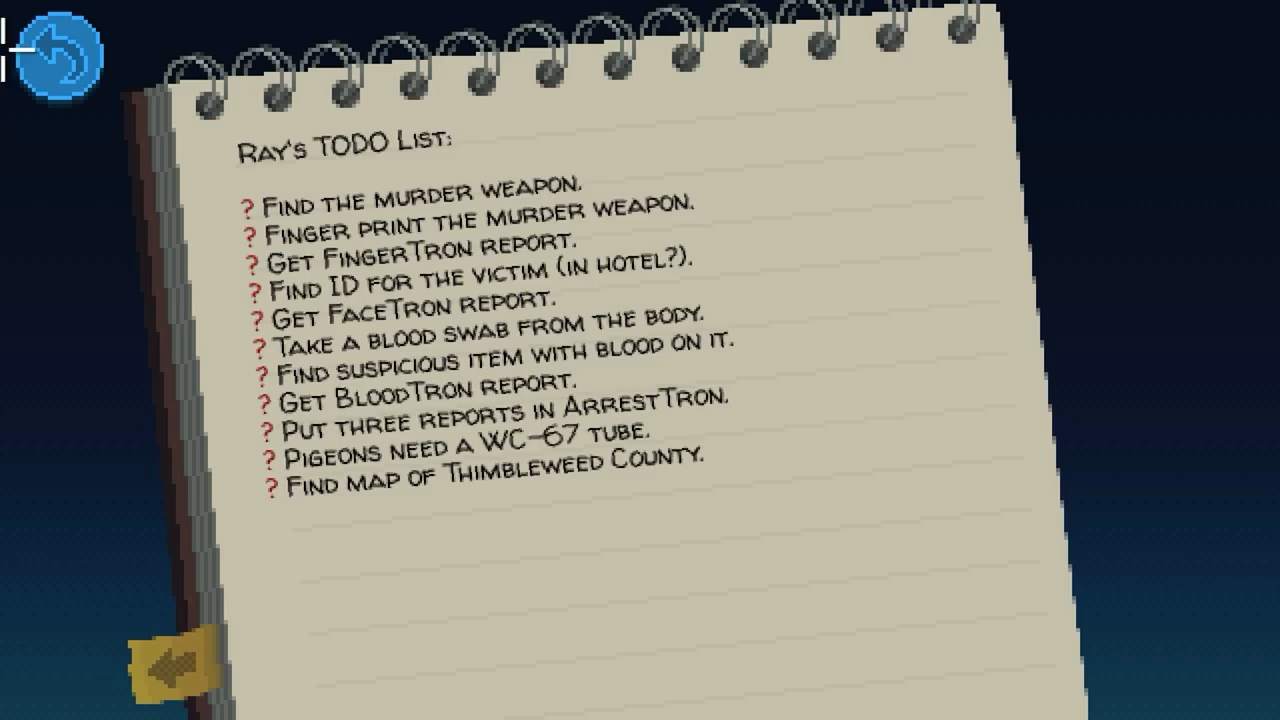 Ray's TODO List:
? Find the murder weapon.
? Finger print the murder weapon.
? Get FingerTron report.
? Find ID for the victim (in hotel?).
? Get FaceTron report.
? Take a blood swab from the body.
? Find suspicious item with blood on it.
? Get BloodTron report.
? Put three reports in ArrestTron.
? Pigeons need a WC-67 tube.
? Find map of Thimbleweed County.